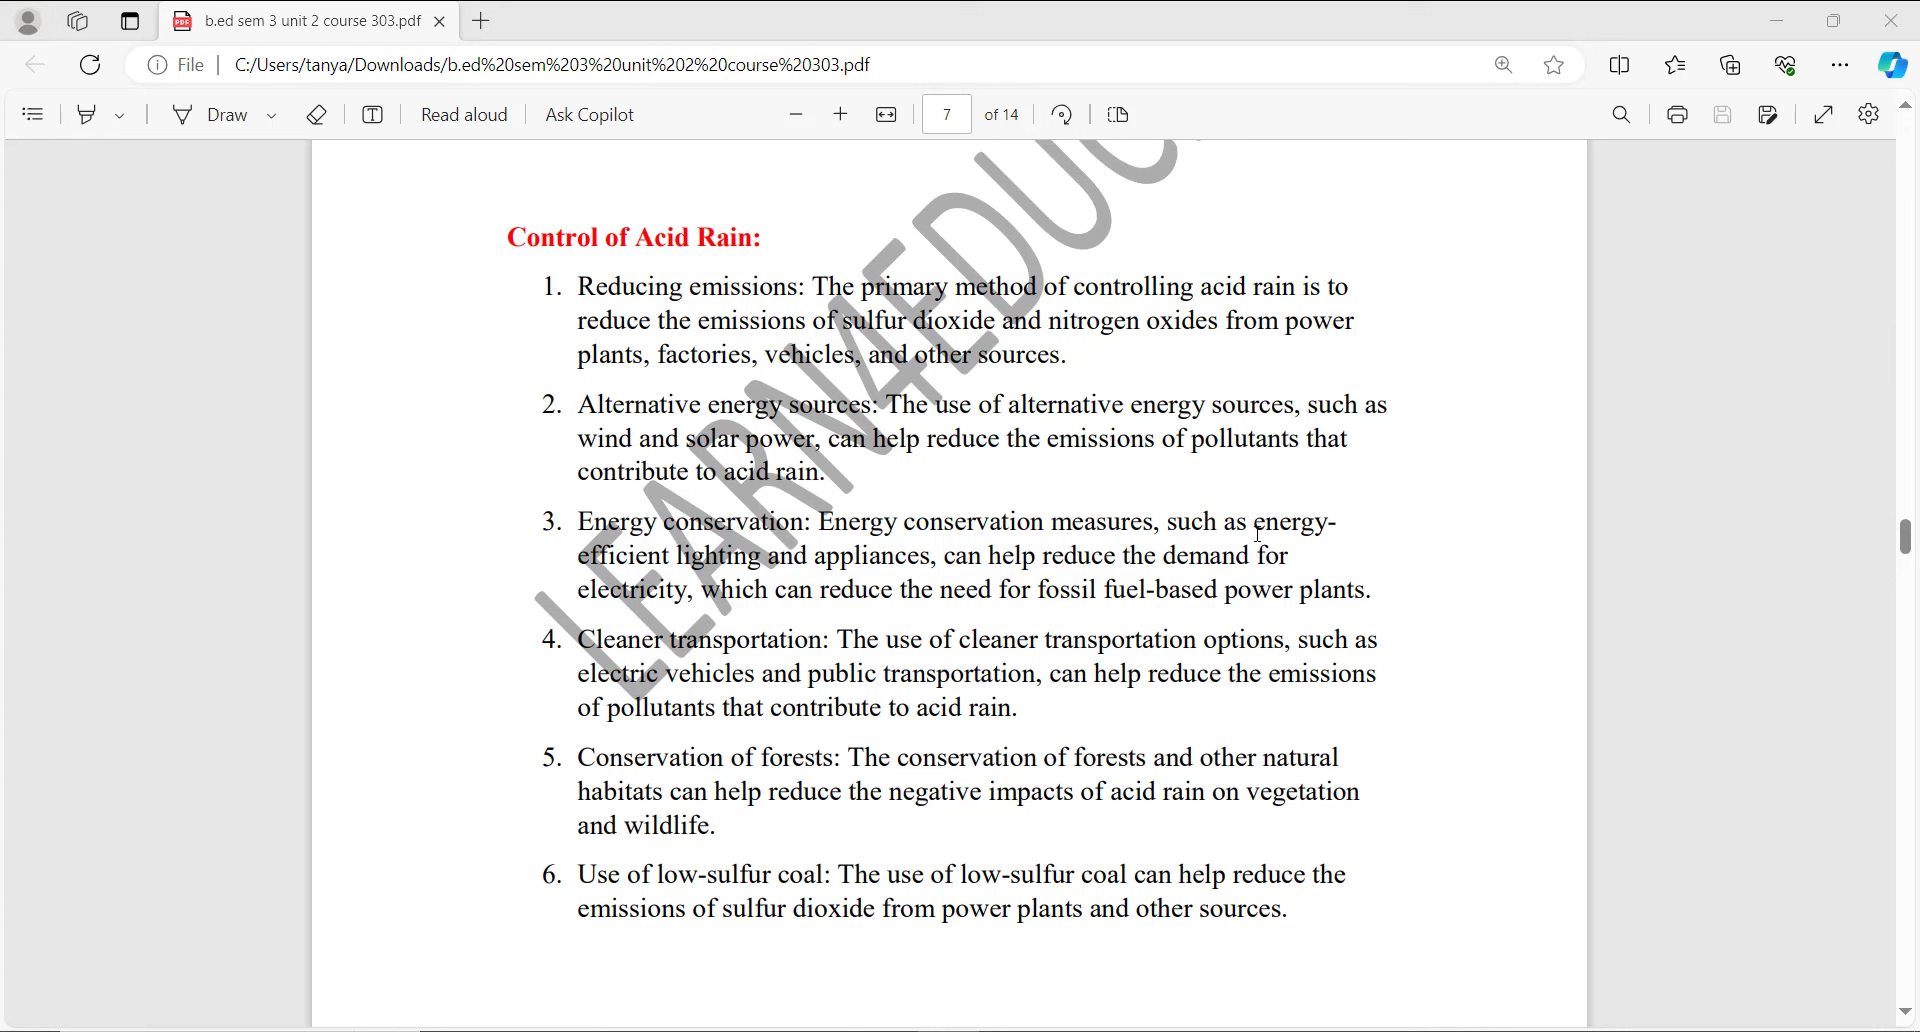 b.ed sem 3 unit 2 course 303.pdf
File
C:/Users/tanya/Downloads/b.ed%20sem%203%20unit%202%20course%20303.pdf
Draw
Read aloud
Ask Copilot
7 of 14
LEARN4EDUC
Control of Acid Rain:
1. Reducing emissions: The primary method of controlling acid rain is to
reduce the emissions of sulfur dioxide and nitrogen oxides from power
plants, factories, vehicles, and other sources.
2. Alternative energy sources: The use of alternative energy sources, such as
wind and solar power, can help reduce the emissions of pollutants that
contribute to acid rain.
3. Energy conservation: Energy conservation measures, such as energy-
efficient lighting and appliances, can help reduce the demand for
electricity, which can reduce the need for fossil fuel-based power plants.
4. Cleaner transportation: The use of cleaner transportation options, such as
electric vehicles and public transportation, can help reduce the emissions
of pollutants that contribute to acid rain.
5. Conservation of forests: The conservation of forests and other natural
habitats can help reduce the negative impacts of acid rain on vegetation
and wildlife.
6. Use of low-sulfur coal: The use of low-sulfur coal can help reduce the
emissions of sulfur dioxide from power plants and other sources.